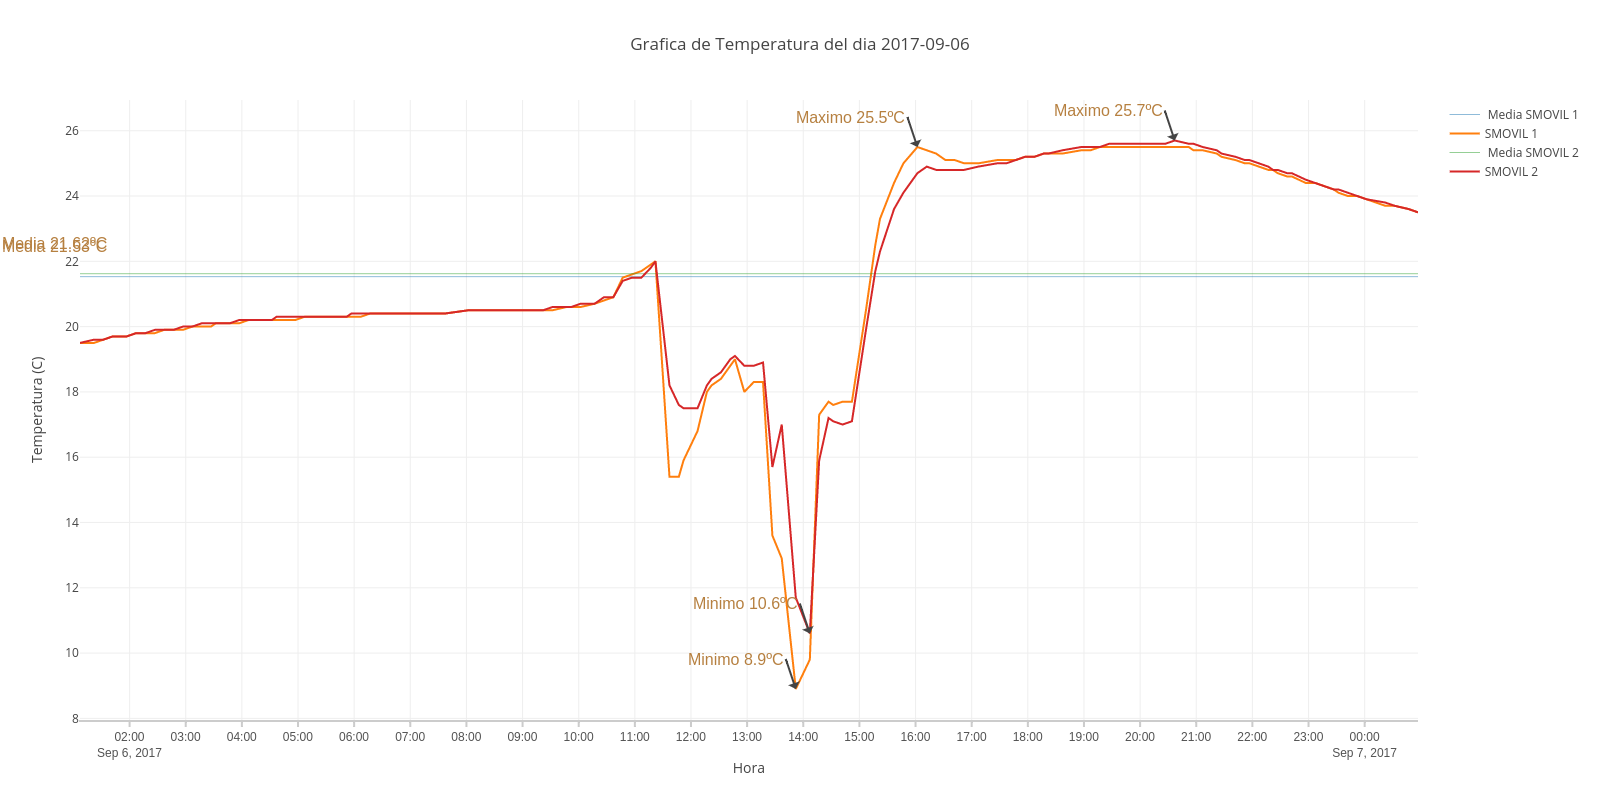 Grafica de Temperatura del dia 2017-09-06
Maximo 25.5ºC
Maximo 25.7ºC
Media SMOVIL 1
SMOVIL 1
Media SMOVIL 2
SMOVIL 2
Media 21.62ºC
Minimo 10.6ºC
Minimo 8.9ºC
Temperatura (C)
26
24
22
20
18
16
14
12
10
8
02:00 03:00 04:00 05:00 06:00 07:00 08:00 09:00 10:00 11:00 12:00 13:00 14:00 15:00 16:00 17:00 18:00 19:00 20:00 21:00 22:00 23:00 00:00
Sep 6, 2017 Sep 7, 2017
Hora